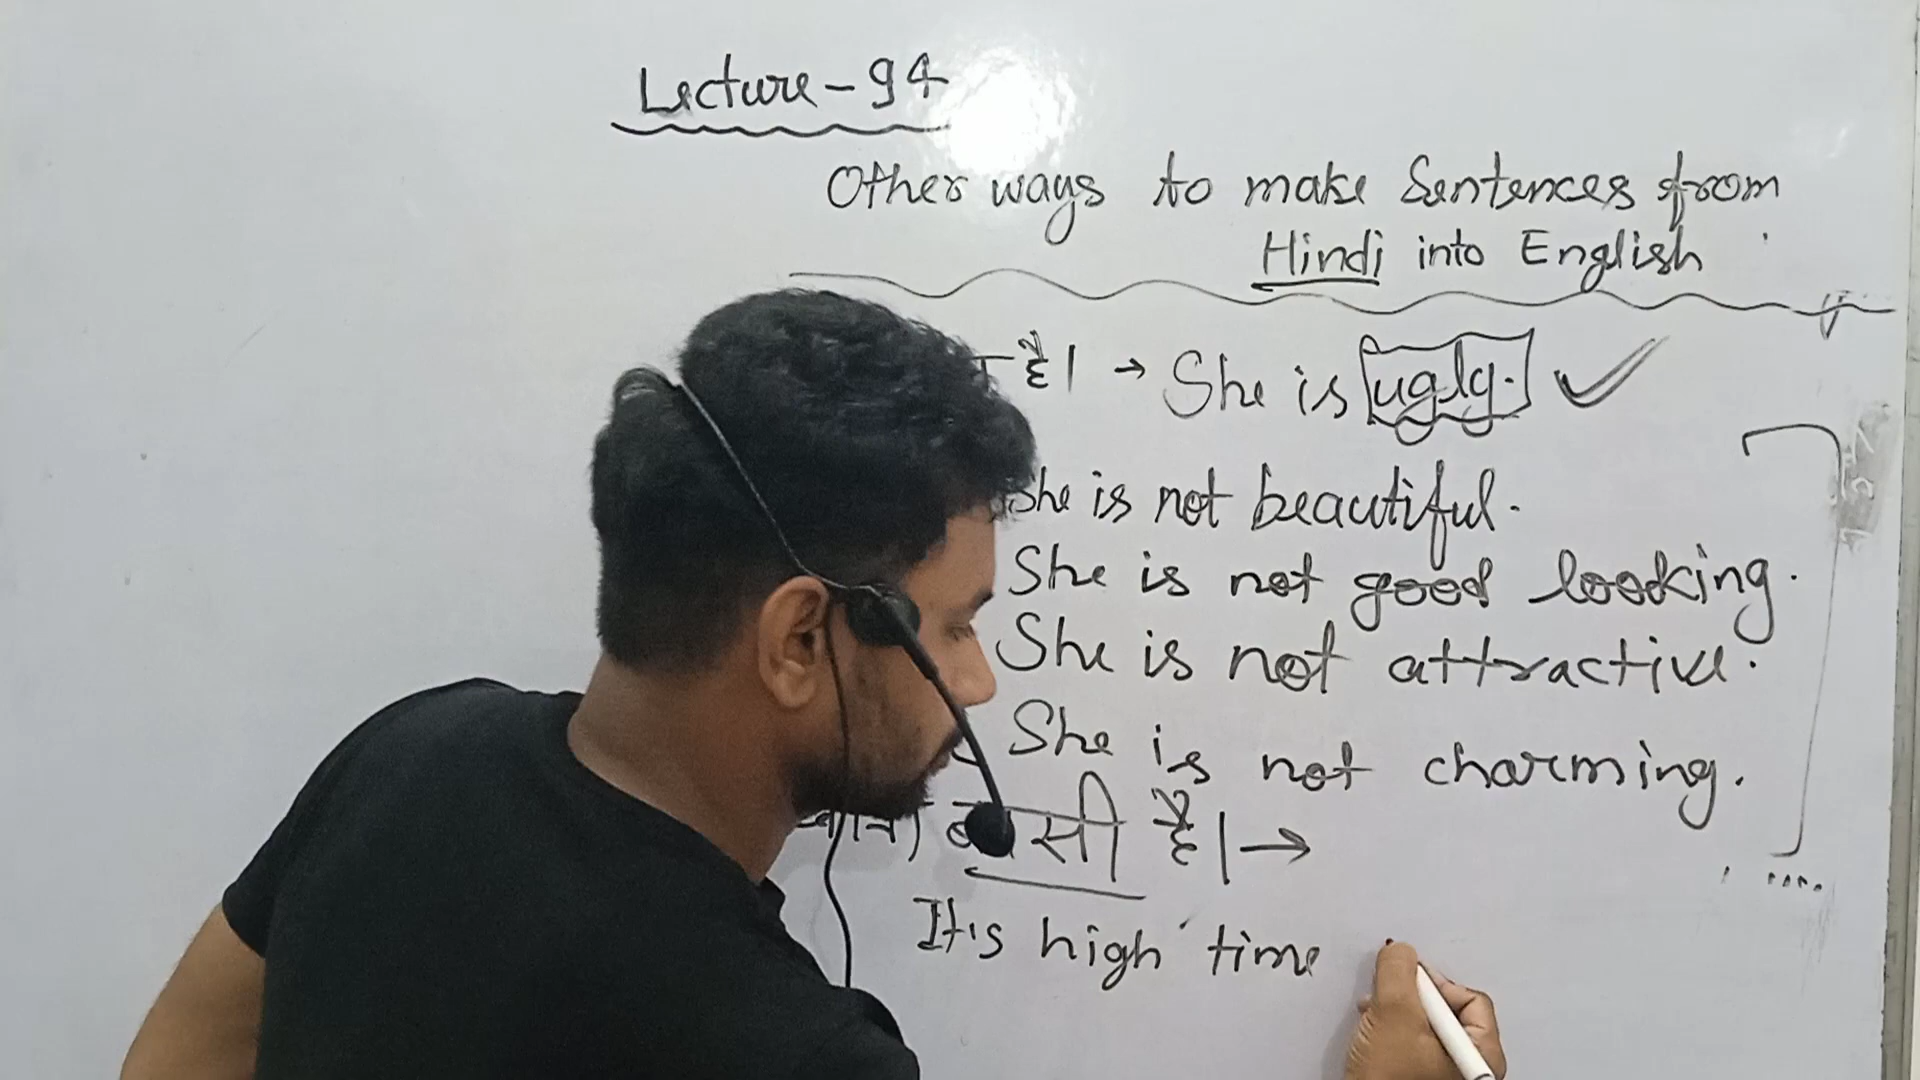 Lecture - 94
Other ways to make Sentences from
Hindi into English
है। → She is ugly. ✓
She is not beautiful.
She is not good looking.
She is not attractive.
She is not charming.
है। →
It's high time